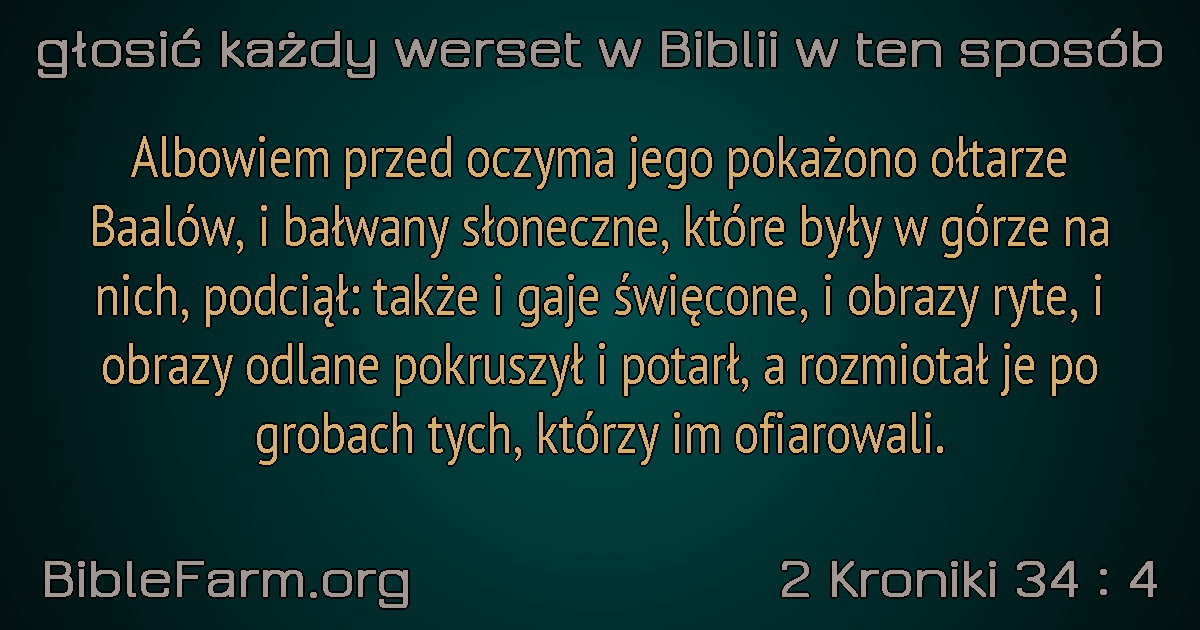 głosić każdy werset w Biblii w ten sposób
Albowiem przed oczyma jego pokażono ołtarze
Baalów, i bałwany słoneczne, które były w górze na
nich, podciął: także i gaje święcone, i obrazy ryte, i
obrazy odlane pokruszył i potarł, a rozmiotał je po
grobach tych, którzy im ofiarowali.
BibleFarm.org
2 Kroniki 34 : 4